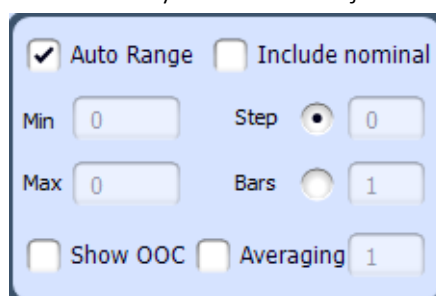 Auto Range Include nominal
Min 0 Step 0
Max 0 Bars 1
Show OOC Averaging 1